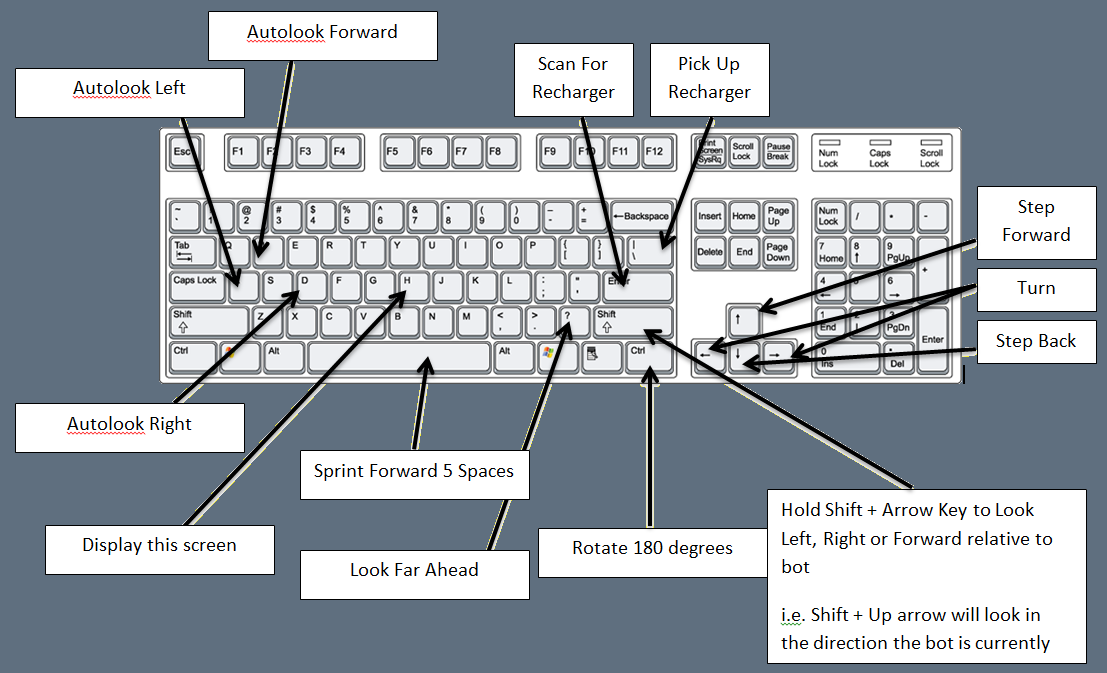 Autolook Forward
Autolook Left
Scan For
Recharger
Pick Up
Recharger
Esc F1 F2 F3 F4 F5 F6 F7 F8 F9 F10 F11 F12
Print
Screen
SysRq
Scroll
Lock
Pause
Break
Num
Lock
Caps
Lock
Scroll
Lock
~ `
1
@ 2
# 3
$ 4
% 5
^ 6
& 7
* 8
( 9
) 0
– -
+ =
←Backspace
Insert Home Page
Up
Num
Lock
/ * -
Tab Q E R T Y U I O P { [ } ] | \
Delete End Page
Down
7
Home
8
↑
9
PgUp
+
Caps Lock S D F G H J K L : ; " ' Enter
4
←
6
→
Shift Z X C V B N M < , > . ? Shift
↑
1
End
2
3
PgDn
Enter
Ctrl Alt Alt Ctrl
← ↓ →
0
Ins
.
Del
Step
Forward
Turn
Step Back
Autolook Right
Sprint Forward 5 Spaces
Display this screen
Look Far Ahead
Rotate 180 degrees
Hold Shift + Arrow Key to Look
Left, Right or Forward relative to
bot
i.e. Shift + Up arrow will look in
the direction the bot is currently